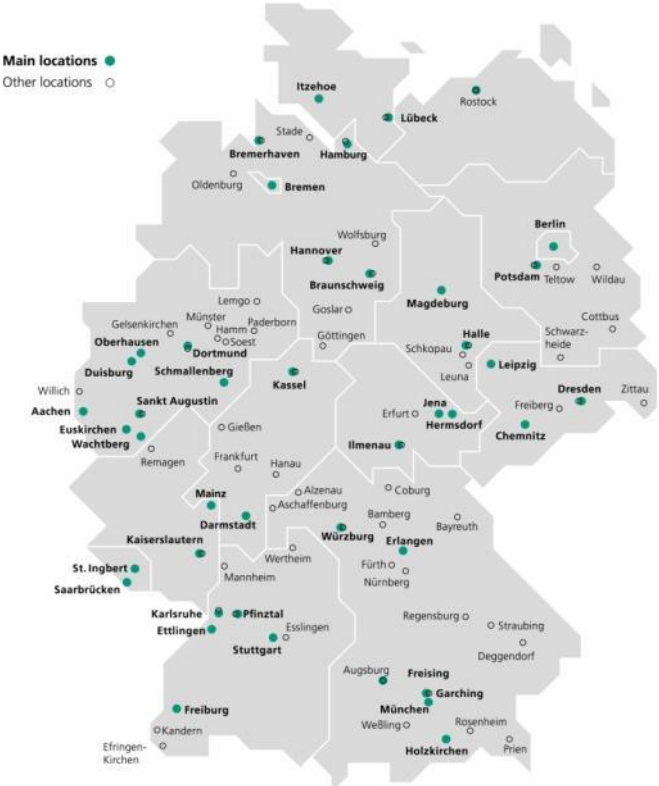 Main locations
Other locations
Itzehoe
Rostock
Lübeck
Stade
Bremerhaven
Hamburg
Oldenburg
Bremen
Berlin
Wolfsburg
Hannover
Potsdam
Teltow
Wildau
Braunschweig
Magdeburg
Lemgo
Goslar
Cottbus
Münster
Paderborn
Gelsenkirchen
Hamm
Soest
Göttingen
Schwarz-
heide
Oberhausen
Dortmund
Halle
Schkopau
Leipzig
Duisburg
Schmallenberg
Leuna
Kassel
Willich
Sankt Augustin
Jena
Dresden
Zittau
Aachen
Erfurt
Freiberg
Hermsdorf
Euskirchen
Gießen
Chemnitz
Wachtberg
Ilmenau
Remagen
Frankfurt
Hanau
Mainz
Alzenau
Coburg
Aschaffenburg
Darmstadt
Bamberg
Bayreuth
Kaiserslautern
Würzburg
Erlangen
Wertheim
St. Ingbert
Mannheim
Fürth
Nürnberg
Saarbrücken
Karlsruhe
Pfinztal
Regensburg
Straubing
Ettlingen
Esslingen
Stuttgart
Deggendorf
Augsburg
Freising
Garching
Freiburg
München
Kandern
Weßling
Rosenheim
Efringen-
Kirchen
Holzkirchen
Prien